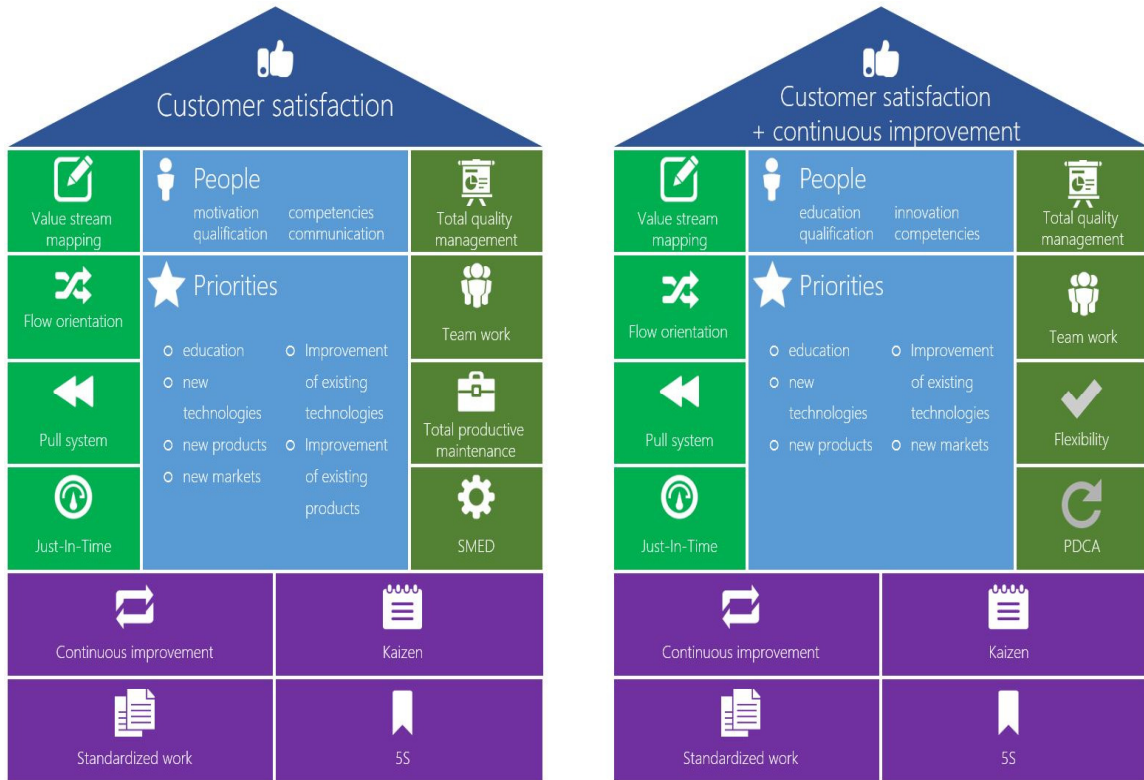 Customer satisfaction
Value stream
mapping
People
motivation
qualification
competencies
communication
Total quality
management
Flow orientation
Priorities
education
new
technologies
new products
new markets
Improvement
of existing
technologies
Improvement
of existing
products
Team work
Pull system
Total productive
maintenance
Just-In-Time
SMED
Continuous improvement
Kaizen
Standardized work
5S
Customer satisfaction
+ continuous improvement
Value stream
mapping
People
education
qualification
innovation
competencies
Total quality
management
Flow orientation
Priorities
education
new
technologies
new products
Improvement
of existing
technologies
new markets
Team work
Pull system
Flexibility
Just-In-Time
PDCA
Continuous improvement
Kaizen
Standardized work
5S